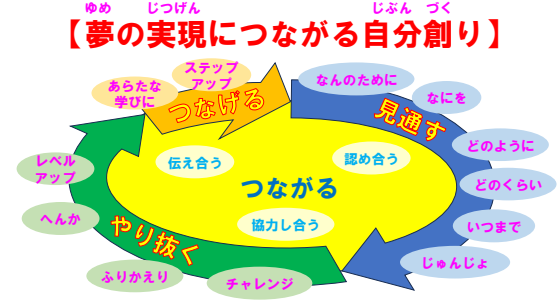 ゆめ じつげん じぶん づく
【夢の実現につながる自分創り】
ステップ
アップ
あらたな
学びに
つなげる
なんのために
なにを
見通す
どのように
どのくらい
いつまで
じゅんじょ
伝え合う
認め合う
つながる
協力し合う
レベル
アップ
へんか
やり抜く
ふりかえり
チャレンジ